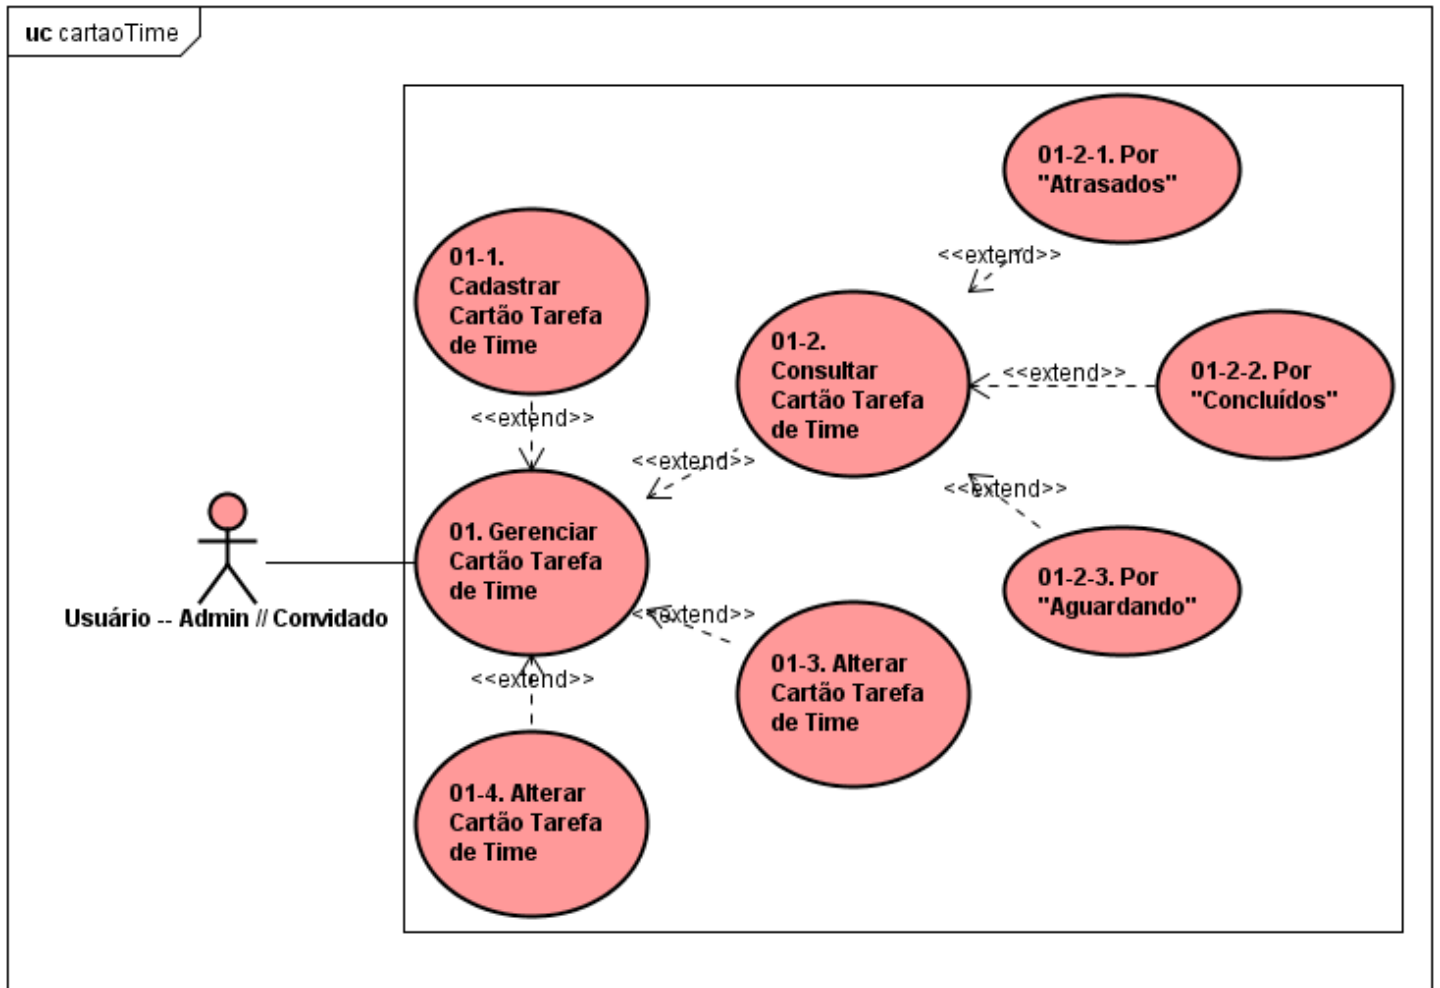 uc cartaoTime
01-2-1. Por
"Atrasados"
<<extend>>
01-1.
Cadastrar
Cartão Tarefa
de Time
<<extend>>
01-2.
Consultar
Cartão Tarefa
de Time
<<extend>>
01-2-2. Por
"Concluídos"
<<extend>>
<<extend>>
01-2-3. Por
"Aguardando"
01. Gerenciar
Cartão Tarefa
de Time
Usuário -- Admin // Convidado
<<extend>>
01-3. Alterar
Cartão Tarefa
de Time
<<extend>>
01-4. Alterar
Cartão Tarefa
de Time